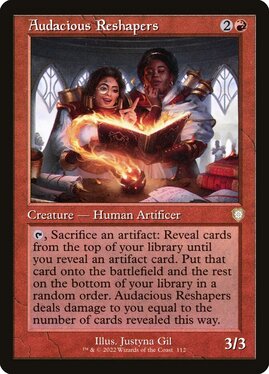 Audacious Reshapers 2
Creature — Human Artificer
, Sacrifice an artifact: Reveal cards
from the top of your library until
you reveal an artifact card. Put that
card onto the battlefield and the rest
on the bottom of your library in a
random order. Audacious Reshapers
deals damage to you equal to the
number of cards revealed this way.
Illus. Justyna Gil
3/3
™ & © 2022 Wizards of the Coast 112